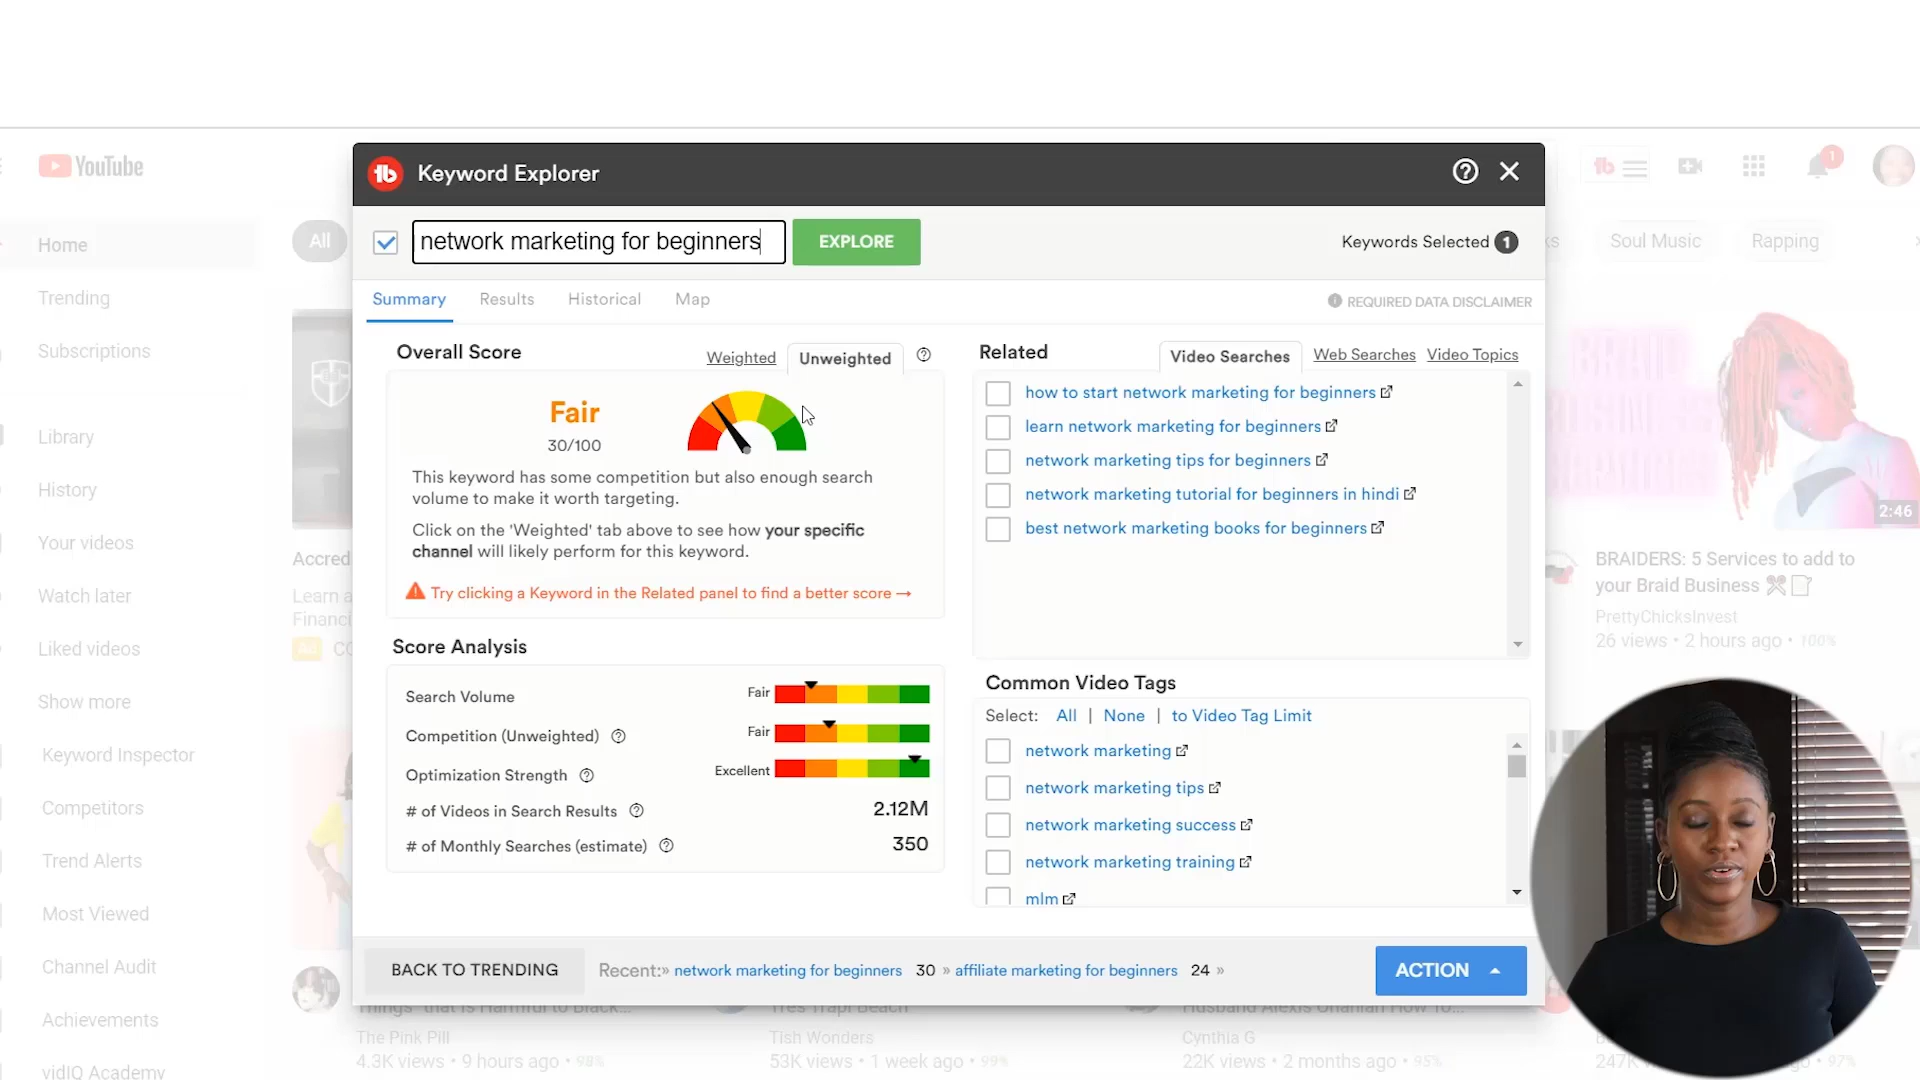 YouTube
Keyword Explorer
1
All
network marketing for beginners
EXPLORE
Keywords Selected 1
Soul Music
Rapping
Home
Trending
Subscriptions
Library
History
Your videos
Watch later
Liked videos
Show more
Keyword Inspector
Competitors
Trend Alerts
Most Viewed
Channel Audit
Achievements
vidIQ Academy
Summary
Results
Historical
Map
REQUIRED DATA DISCLAIMER
Overall Score
Weighted
Unweighted
Fair
30/100
This keyword has some competition but also enough search
volume to make it worth targeting.
Click on the 'Weighted' tab above to see how your specific
channel will likely perform for this keyword.
Try clicking a Keyword in the Related panel to find a better score →
Score Analysis
Search Volume Fair
Competition (Unweighted) Fair
Optimization Strength Excellent
# of Videos in Search Results 2.12M
# of Monthly Searches (estimate) 350
Related
Video Searches
Web Searches
Video Topics
how to start network marketing for beginners
learn network marketing for beginners
network marketing tips for beginners
network marketing tutorial for beginners in hindi
best network marketing books for beginners
Common Video Tags
Select: All | None | to Video Tag Limit
network marketing
network marketing tips
network marketing success
network marketing training
mlm
BACK TO TRENDING
Recent:» network marketing for beginners 30 » affiliate marketing for beginners 24 »
ACTION
2:46
BRAIDERS: 5 Services to add to
your Braid Business
PrettyChicksInvest
26 views • 2 hours ago • 100%
Accred
Learn a
Financi
Ad
The Pink Pill
4.3K views • 9 hours ago • 98%
Tish Wonders
53K views • 1 week ago • 99%
Cynthia G
22K views • 2 months ago • 95%
247K
97%